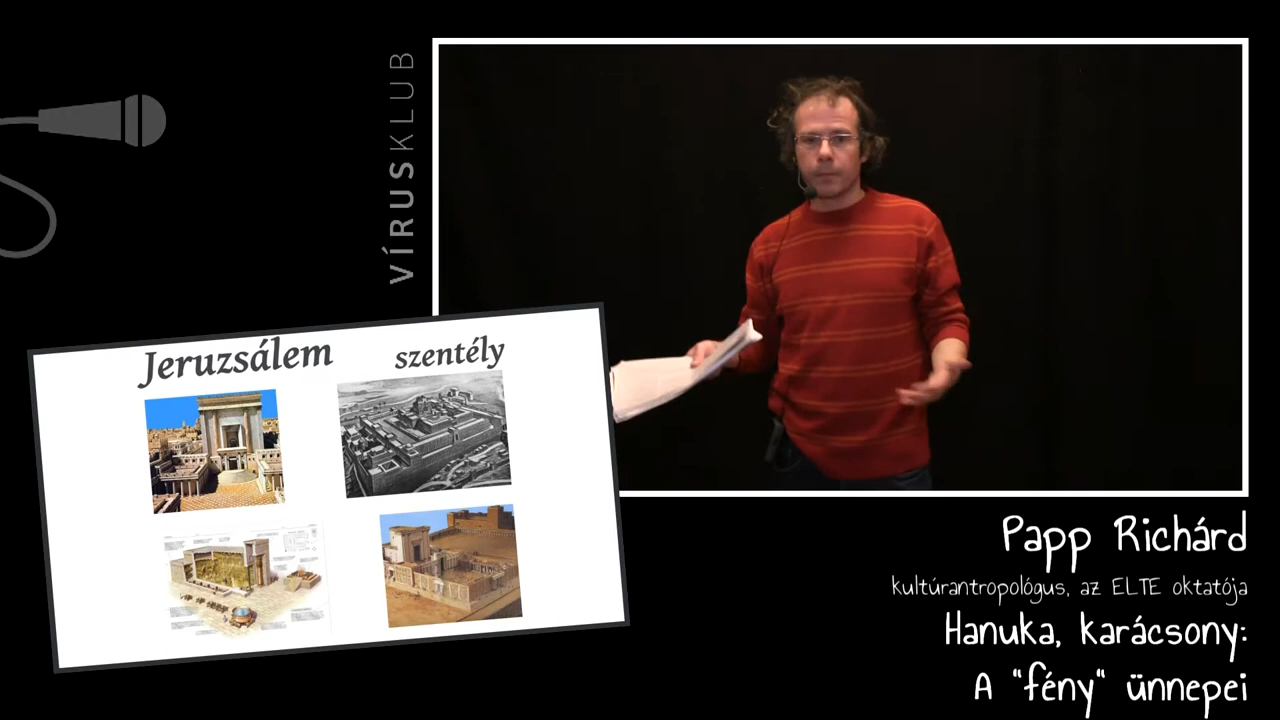 VÍRUSKLUB
Jeruzsálem szentély
Papp Richárd
kultúrantropológus, az ELTE oktatója
Hanuka, karácsony:
A "fény" ünnepei